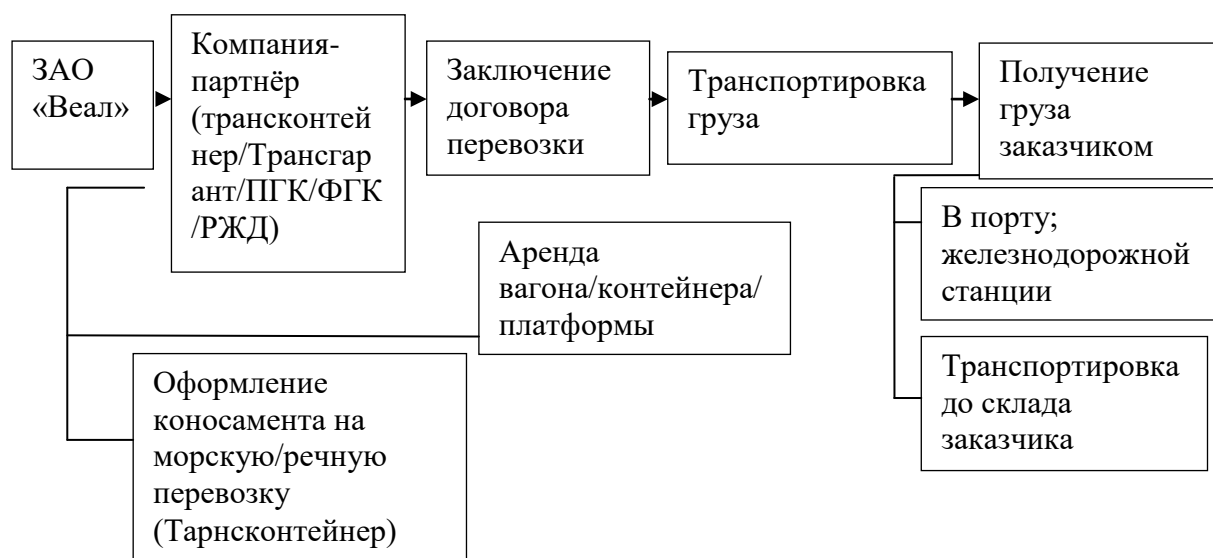 ЗАО
«Веал»
Компания-
партнёр
(трансконтей
нер/Трансгар
ант/ПГК/ФГК
/РЖД)
Заключение
договора
перевозки
Транспортировка
груза
Получение
груза
заказчиком
В порту;
железнодорожной
станции
Аренда
вагона/контейнера/
платформы
Транспортировка
до склада
заказчика
Оформление
коносамента на
морскую/речную
перевозку
(Тарнсконтейнер)